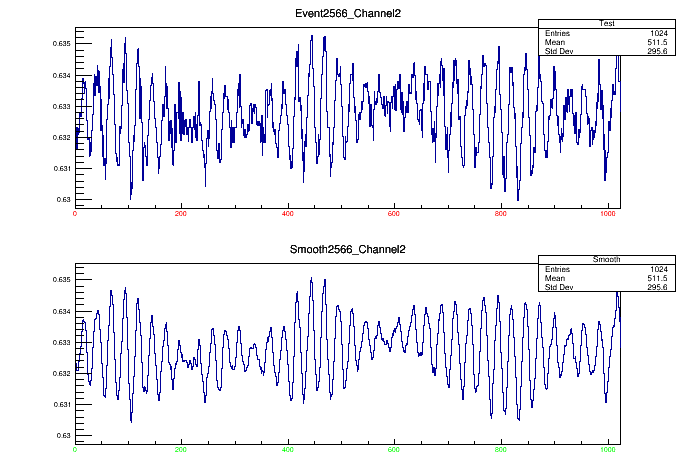 Event2566_Channel2
Test
Entries 1024
Mean 511.5
Std Dev 295.6
0.635
0.634
0.633
0.632
0.631
0.63
0 200 400 600 800 1000
Smooth2566_Channel2
Smooth
Entries 1024
Mean 511.5
Std Dev 295.6
0.635
0.634
0.633
0.632
0.631
0.63
0 200 400 600 800 1000